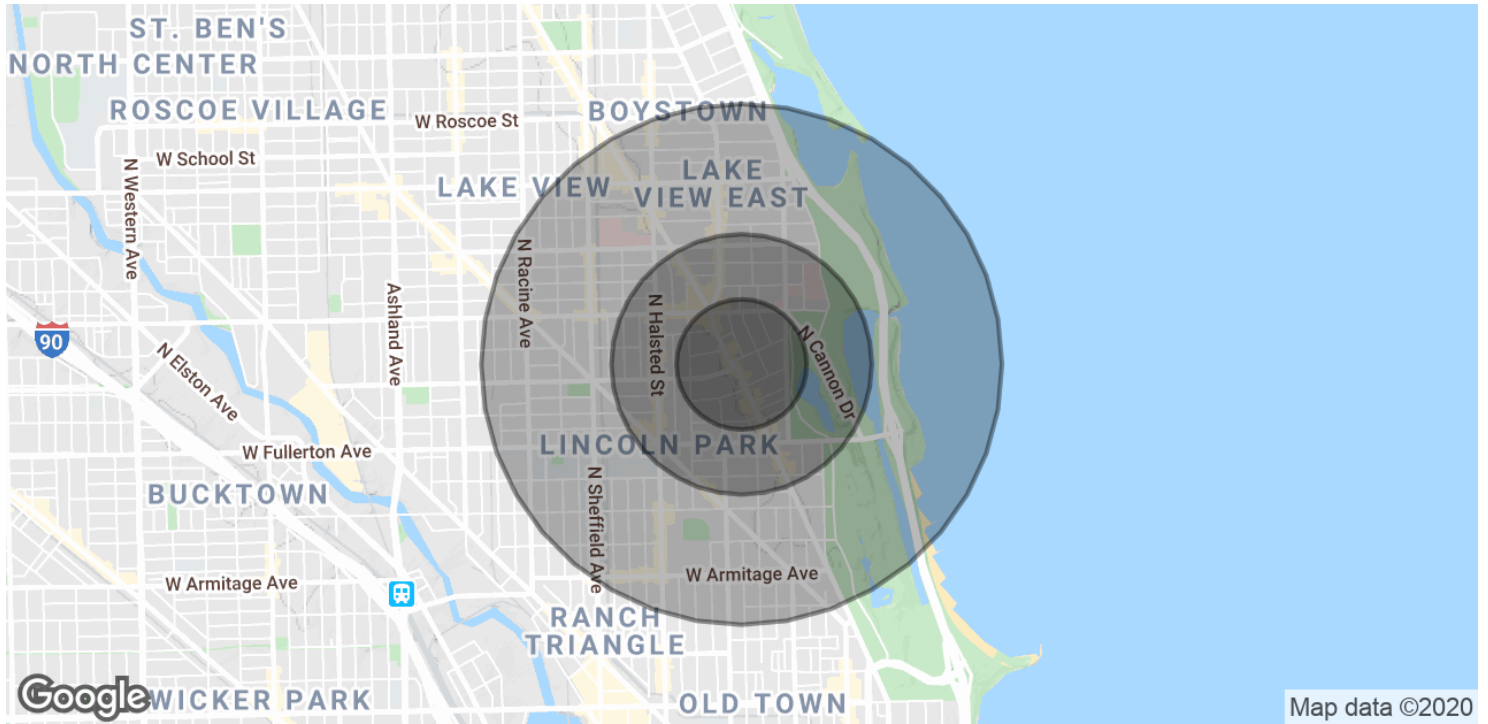 ST. BEN'S
NORTH CENTER
ROSCOE VILLAGE
W Roscoe St
BOYSTOWN
W School St
N Western Ave
LAKE VIEW
LAKE
VIEW EAST
N Racine Ave
Ashland Ave
N Halsted St
N Cannon Dr
90
N Elston Ave
W Fullerton Ave
LINCOLN PARK
BUCKTOWN
N Sheffield Ave
W Armitage Ave
W Armitage Ave
RANCH
TRIANGLE
Google
WICKER PARK
OLD TOWN
Map data ©2020